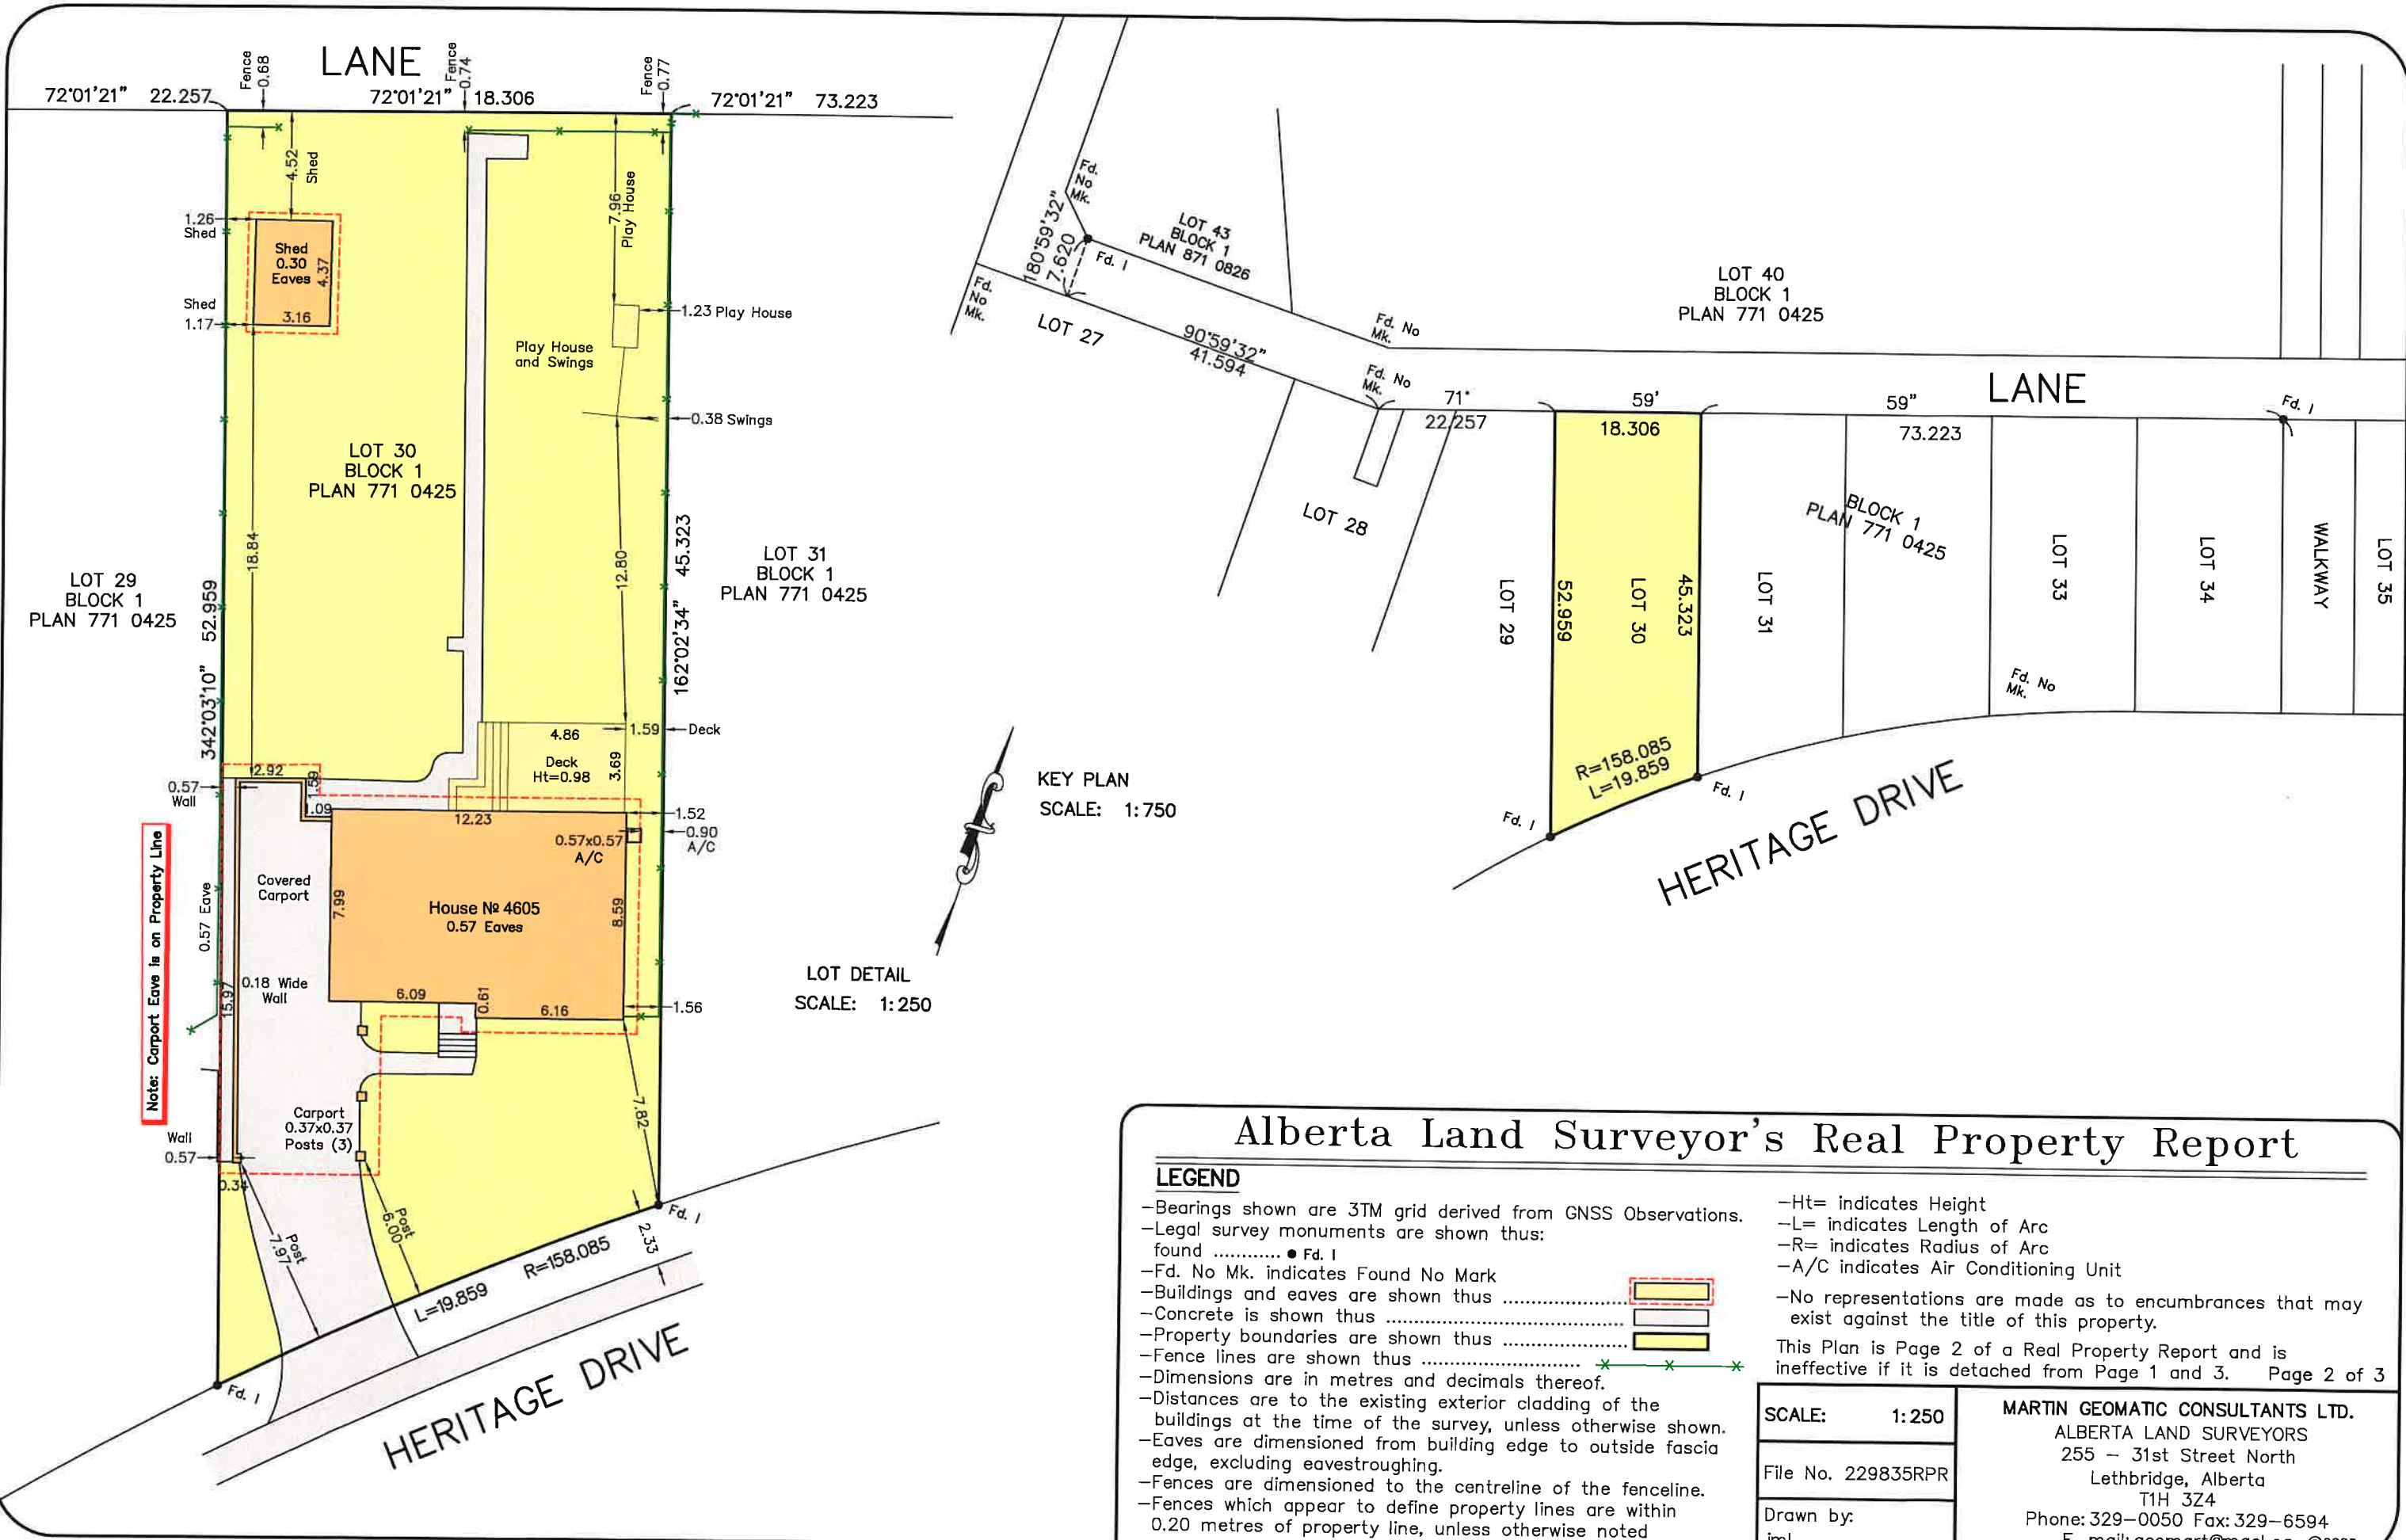 LANE
Fence
0.68
Fence
0.74
Fence
0.77
72°01'21" 22.257
72°01'21" 18.306
72°01'21" 73.223
4.52
Shed
7.96
Play House
1.26
Shed
Shed
0.30
Eaves
4.37
3.16
Shed
1.17
1.23 Play House
Play House
and Swings
0.38 Swings
LOT 30
BLOCK 1
PLAN 771 0425
18.84
12.80
LOT 29
BLOCK 1
PLAN 771 0425
342°03'10" 52.959
162°02'34" 45.323
LOT 31
BLOCK 1
PLAN 771 0425
4.86
1.59
Deck
Deck
Ht=0.98
3.69
2.92
1.59
1.09
0.57
Wall
12.23
1.52
0.90
A/C
0.57x0.57
A/C
Note: Carport Eave is on Property Line
0.57 Eave
Covered
Carport
7.99
House № 4605
0.57 Eaves
8.59
15.97
0.18 Wide
Wall
6.09
0.61
6.16
1.56
Carport
0.37x0.37
Posts (3)
Wall
0.57
0.34
7.82
Post
7.97
Post
6.00
Fd. I
2.33
L=19.859 R=158.085
Fd. I
HERITAGE DRIVE
LOT DETAIL
SCALE: 1:250
KEY PLAN
SCALE: 1:750
Fd.
No
Mk.
180°59'32"
7.620
Fd. I
LOT 43
BLOCK 1
PLAN 871 0826
Fd.
No
Mk.
LOT 27
90°59'32"
41.594
Fd. No
Mk.
Fd. No
Mk.
LOT 40
BLOCK 1
PLAN 771 0425
LANE
71° 59' 59"
22.257
18.306
73.223
Fd. I
LOT 28
LOT 29
52.959
LOT 30
45.323
LOT 31
BLOCK 1
PLAN 771 0425
LOT 33
LOT 34
WALKWAY
LOT 35
Fd. No
Mk.
R=158.085
L=19.859
Fd. I
Fd. I
HERITAGE DRIVE
Alberta Land Surveyor's Real Property Report
LEGEND
-Bearings shown are 3TM grid derived from GNSS Observations.
-Legal survey monuments are shown thus:
found ............ ● Fd. I
-Fd. No Mk. indicates Found No Mark
-Buildings and eaves are shown thus ......................
-Concrete is shown thus .........................................
-Property boundaries are shown thus ......................
-Fence lines are shown thus ...........................
-Dimensions are in metres and decimals thereof.
-Distances are to the existing exterior cladding of the
buildings at the time of the survey, unless otherwise shown.
-Eaves are dimensioned from building edge to outside fascia
edge, excluding eavestroughing.
-Fences are dimensioned to the centreline of the fenceline.
-Fences which appear to define property lines are within
0.20 metres of property line, unless otherwise noted
-Ht= indicates Height
-L= indicates Length of Arc
-R= indicates Radius of Arc
-A/C indicates Air Conditioning Unit
-No representations are made as to encumbrances that may
exist against the title of this property.
This Plan is Page 2 of a Real Property Report and is
ineffective if it is detached from Page 1 and 3. Page 2 of 3
SCALE: 1:250
File No. 229835RPR
Drawn by:
MARTIN GEOMATIC CONSULTANTS LTD.
ALBERTA LAND SURVEYORS
255 - 31st Street North
Lethbridge, Alberta
T1H 3Z4
Phone: 329-0050 Fax: 329-6594